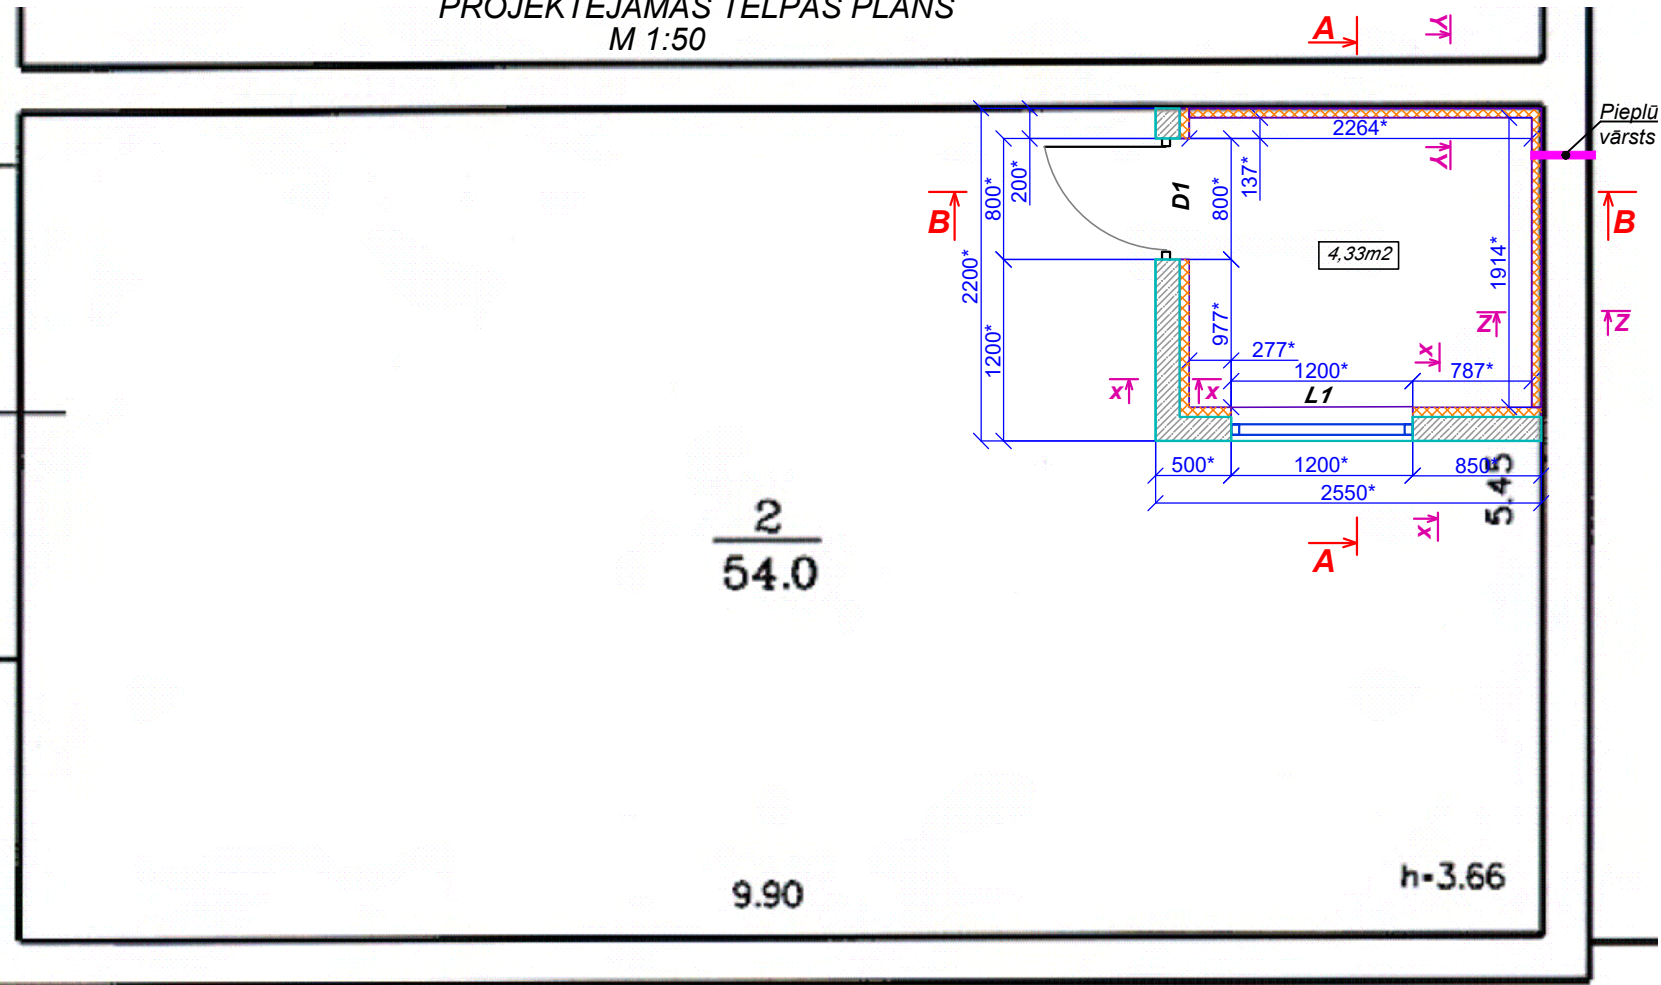 PROJEKTĒJAMĀS TELPAS PLĀNS
M 1:50
A
Y
Pieplū
vārsts
2264*
Y
200*
800*
D1
800*
137*
B
B
4,33m2
1914*
2200*
Z
Z
1200*
977*
277*
x
1200*
787*
x
x
L1
500*
1200*
850*
5.45
2550*
x
A
2
54.0
9.90
h-3.66